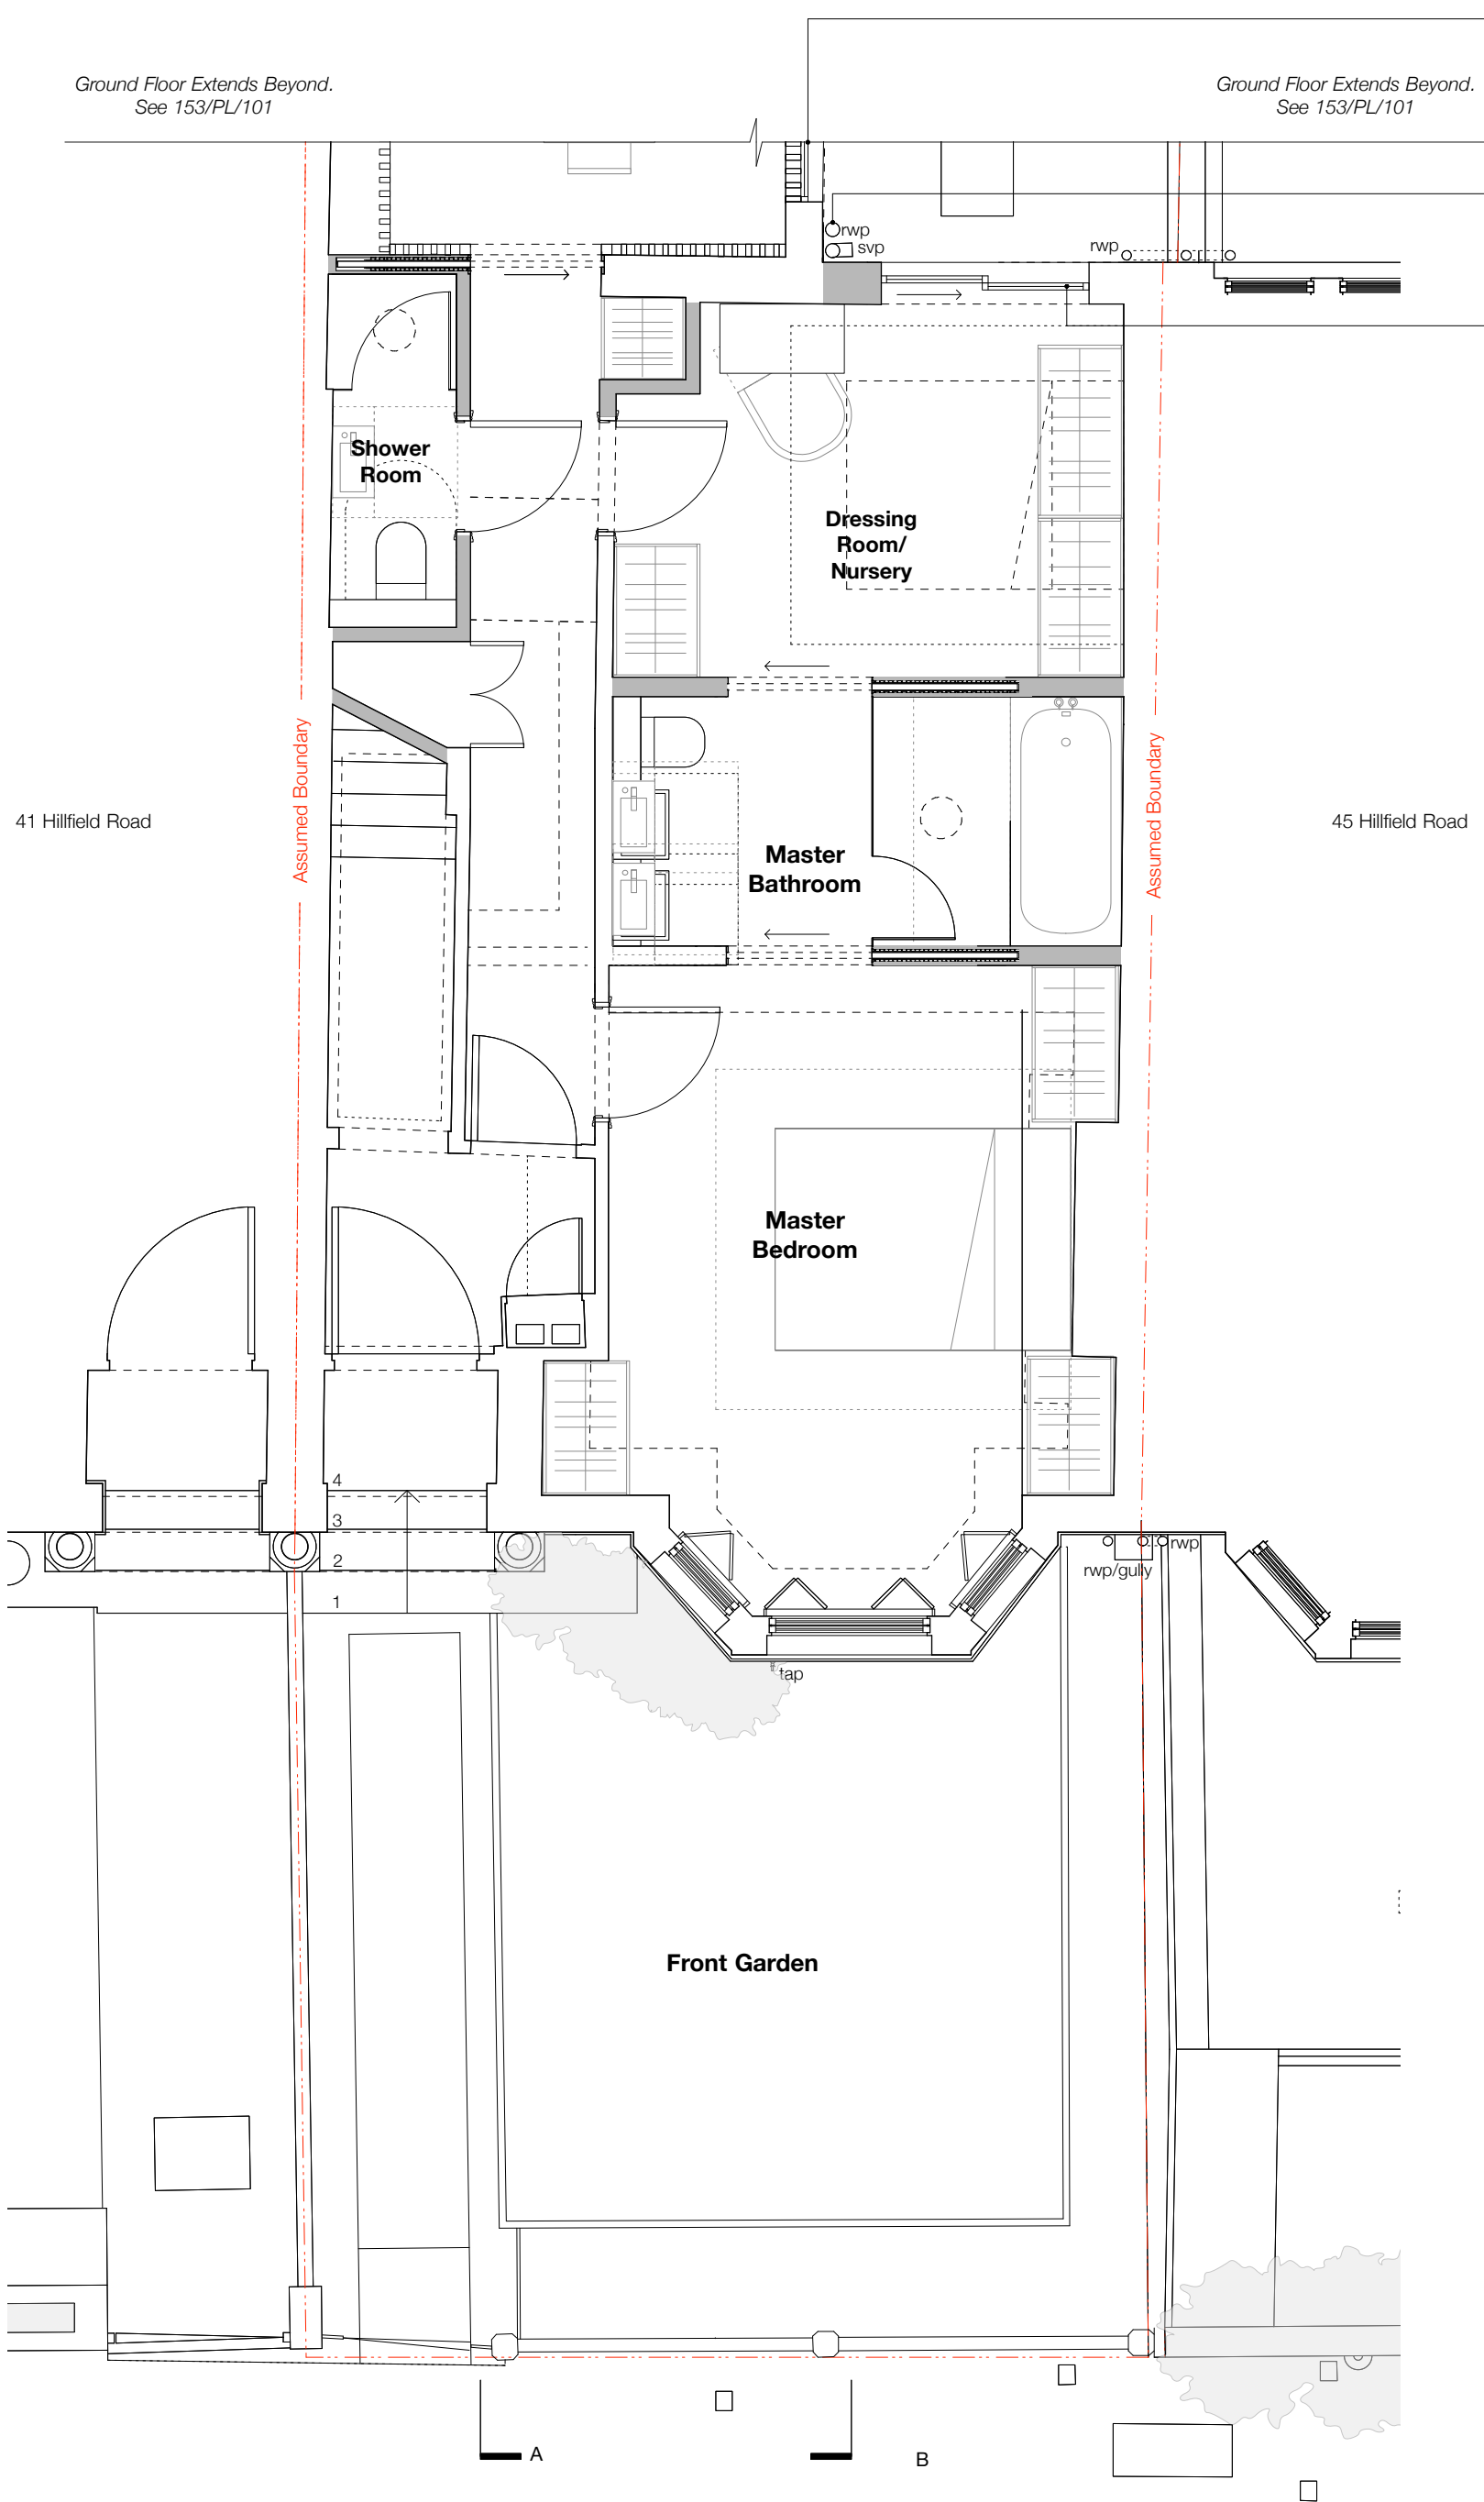 Ground Floor Extends Beyond.
See 153/PL/101
Ground Floor Extends Beyond.
See 153/PL/101
rwp
svp
rwp
Shower
Room
Dressing
Room/
Nursery
Assumed Boundary
Assumed Boundary
41 Hillfield Road
45 Hillfield Road
Master
Bathroom
Master
Bedroom
4
3
2
1
rwp
rwp/gully
tap
Front Garden
A
B